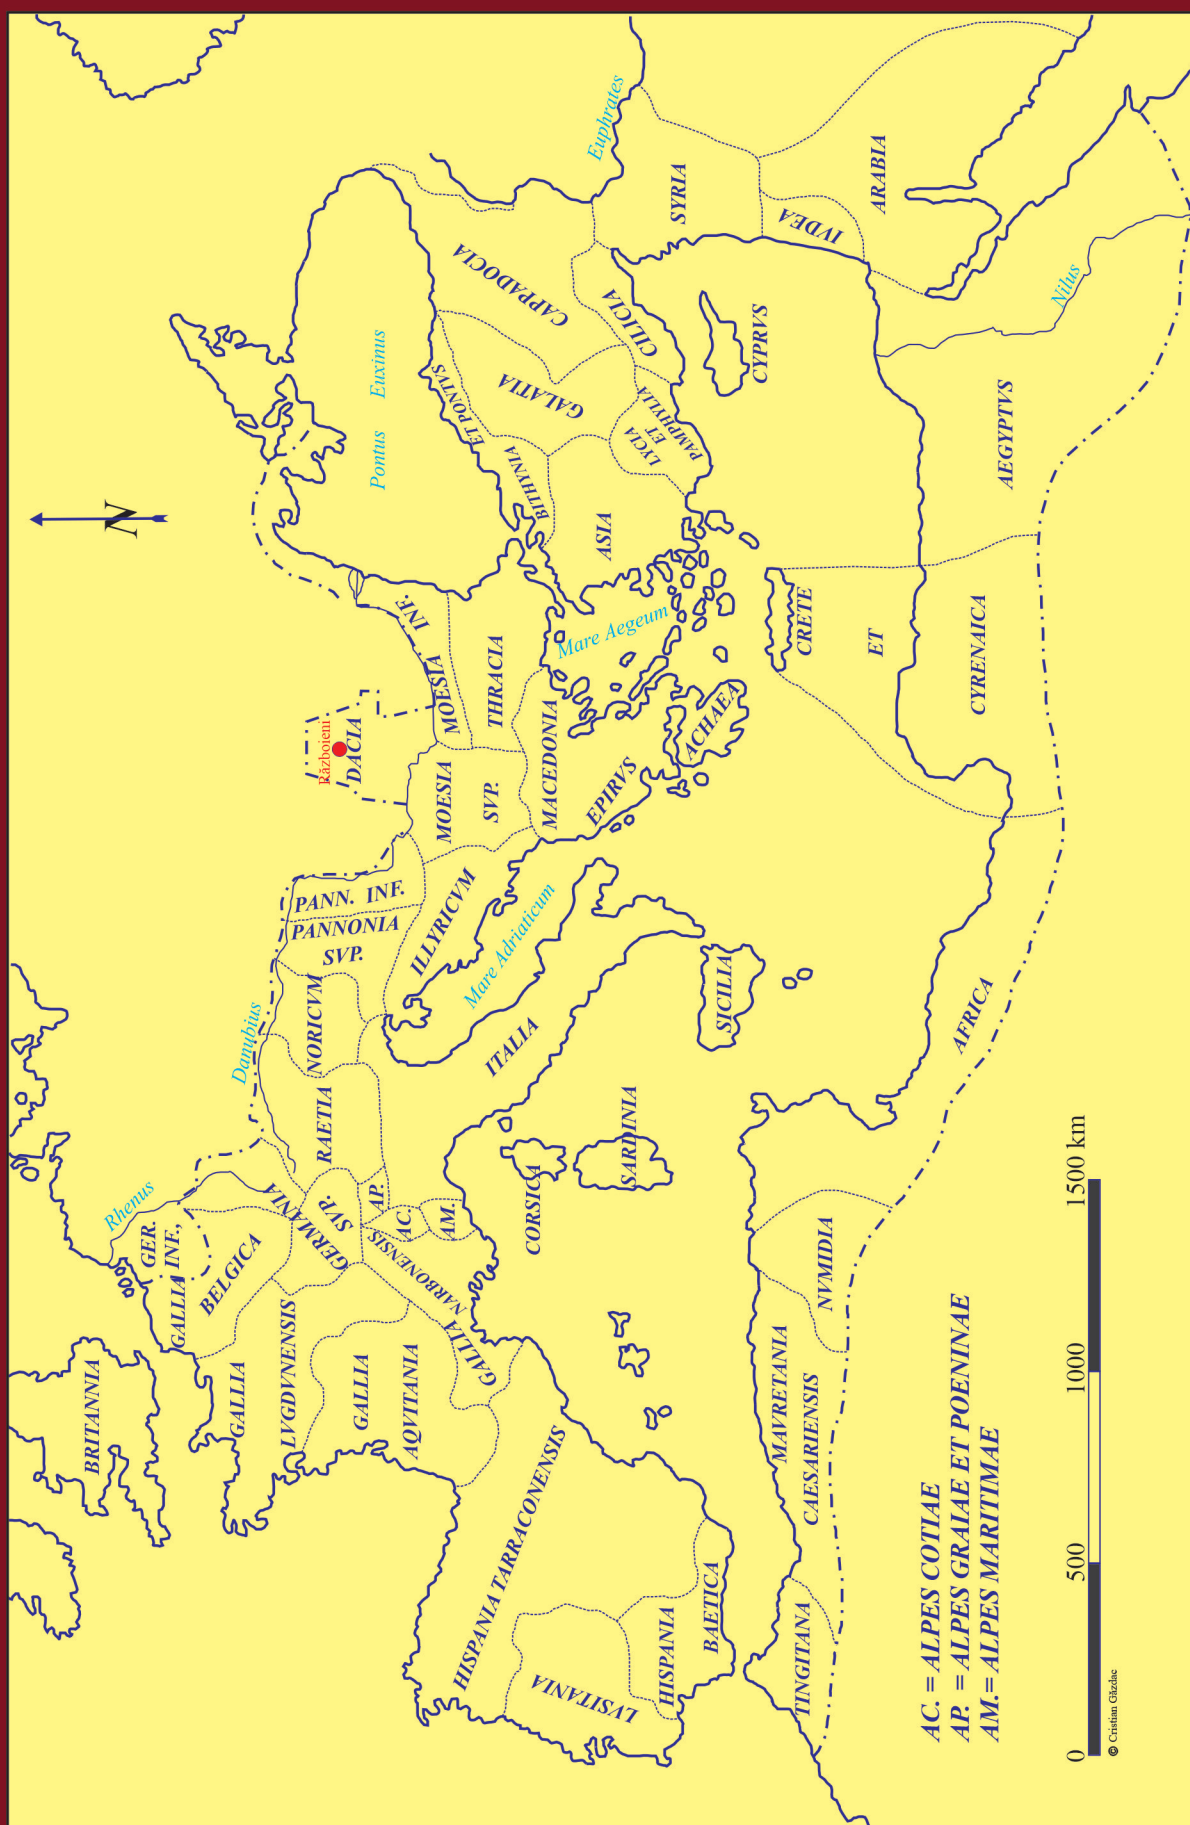 N
BRITANNIA
Rhenus
GER.
INF.,
GALLIA
BELGICA
GERMANIA
SVP.
GALLIA
LVGDVNENSIS
GALLIA
AQVITANIA
GALLIA
NARBONENSIS
AP.
AC.
AM.
Danubius
RAETIA
NORICVM
PANNONIA
SVP.
PANN. INF.
ILLYRICVM
Mare Adriaticum
ITALIA
CORSICA
SARDINIA
SICILIA
Războieni
DACIA
MOESIA
SVP.
MOESIA INF.
THRACIA
MACEDONIA
EPIRVS
ACHAEA
Mare Aegeum
Pontus Euxinus
BITHYNIA
ET PONTVS
ASIA
GALATIA
CAPPADOCIA
LYCIA
ET
PAMPHYLIA
CILICIA
CYPRVS
Euphrates
SYRIA
IVDEA
ARABIA
Nilus
AEGYPTVS
CRETE
ET
CYRENAICA
AFRICA
NVMIDIA
MAVRETANIA
CAESARIENSIS
TINGITANA
HISPANIA TARRACONENSIS
LVSITANIA
HISPANIA
BAETICA
AC. = ALPES COTIAE
AP. = ALPES GRAIAE ET POENINAE
AM.= ALPES MARITIMAE
0 500 1000 1500 km
© Cristian Găzdac